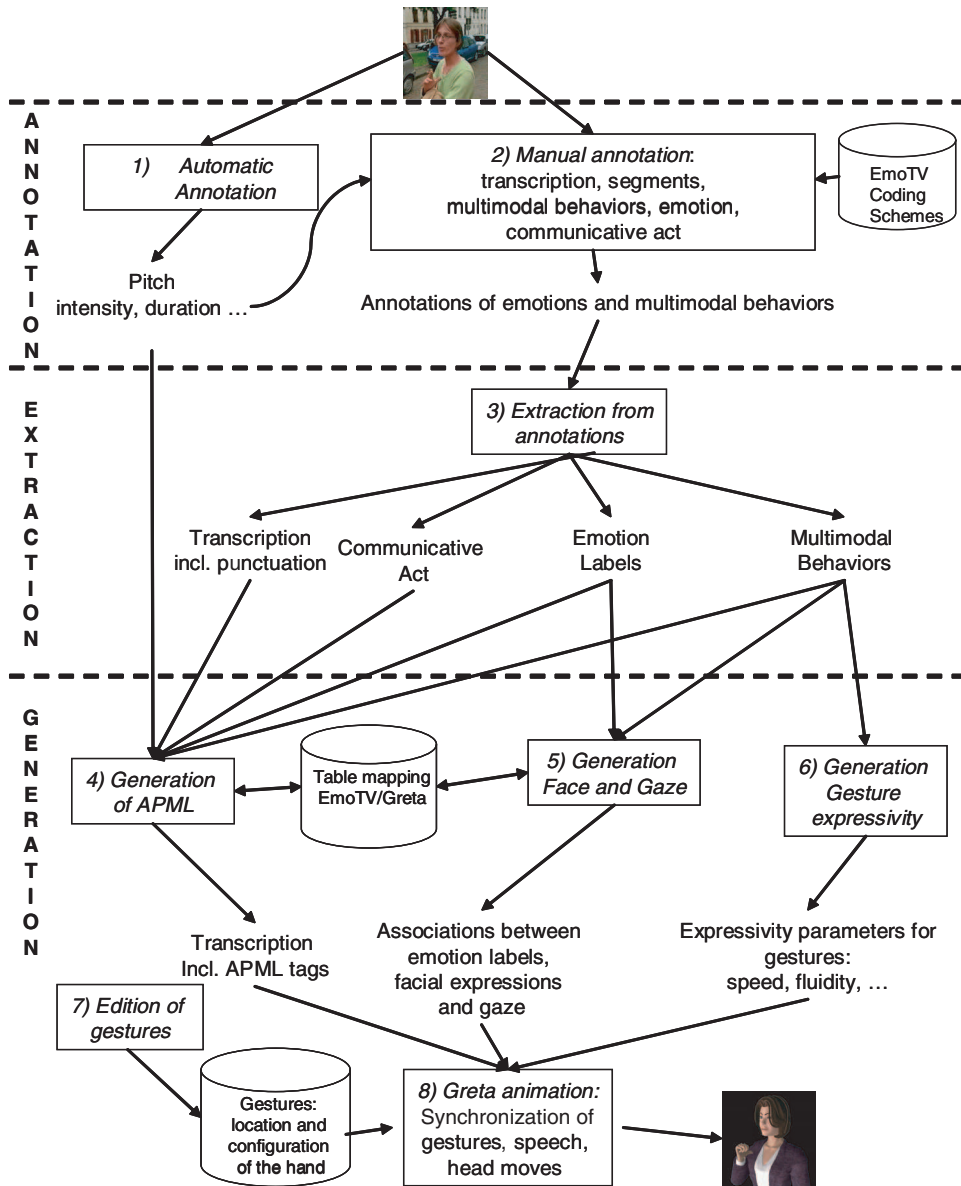 ANNOTATION
1) Automatic
Annotation
2) Manual annotation:
transcription, segments,
multimodal behaviors, emotion,
communicative act
EmoTV
Coding
Schemes
Pitch
intensity, duration …
Annotations of emotions and multimodal behaviors
EXTRACTION
3) Extraction from
annotations
Transcription
incl. punctuation
Communicative
Act
Emotion
Labels
Multimodal
Behaviors
GENERATION
4) Generation
of APML
Table mapping
EmoTV/Greta
5) Generation
Face and Gaze
6) Generation
Gesture
expressivity
Transcription
Incl. APML tags
Associations between
emotion labels,
facial expressions
and gaze
Expressivity parameters for
gestures:
speed, fluidity, …
7) Edition of
gestures
Gestures:
location and
configuration
of the hand
8) Greta animation:
Synchronization of
gestures, speech,
head moves